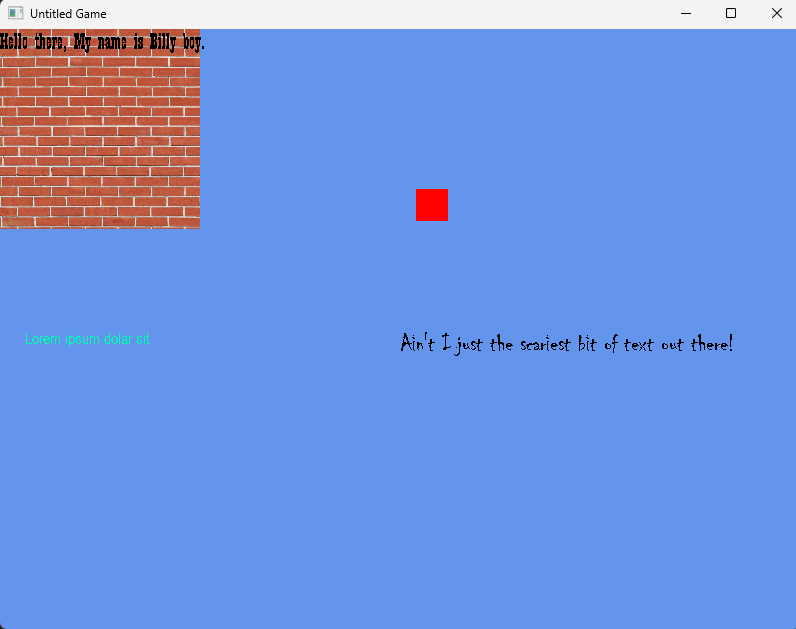 Untitled Game
Hello there, My name is Billy boy.
Lorem ipsum dolar sit
Ain't I just the scariest bit of text out there!